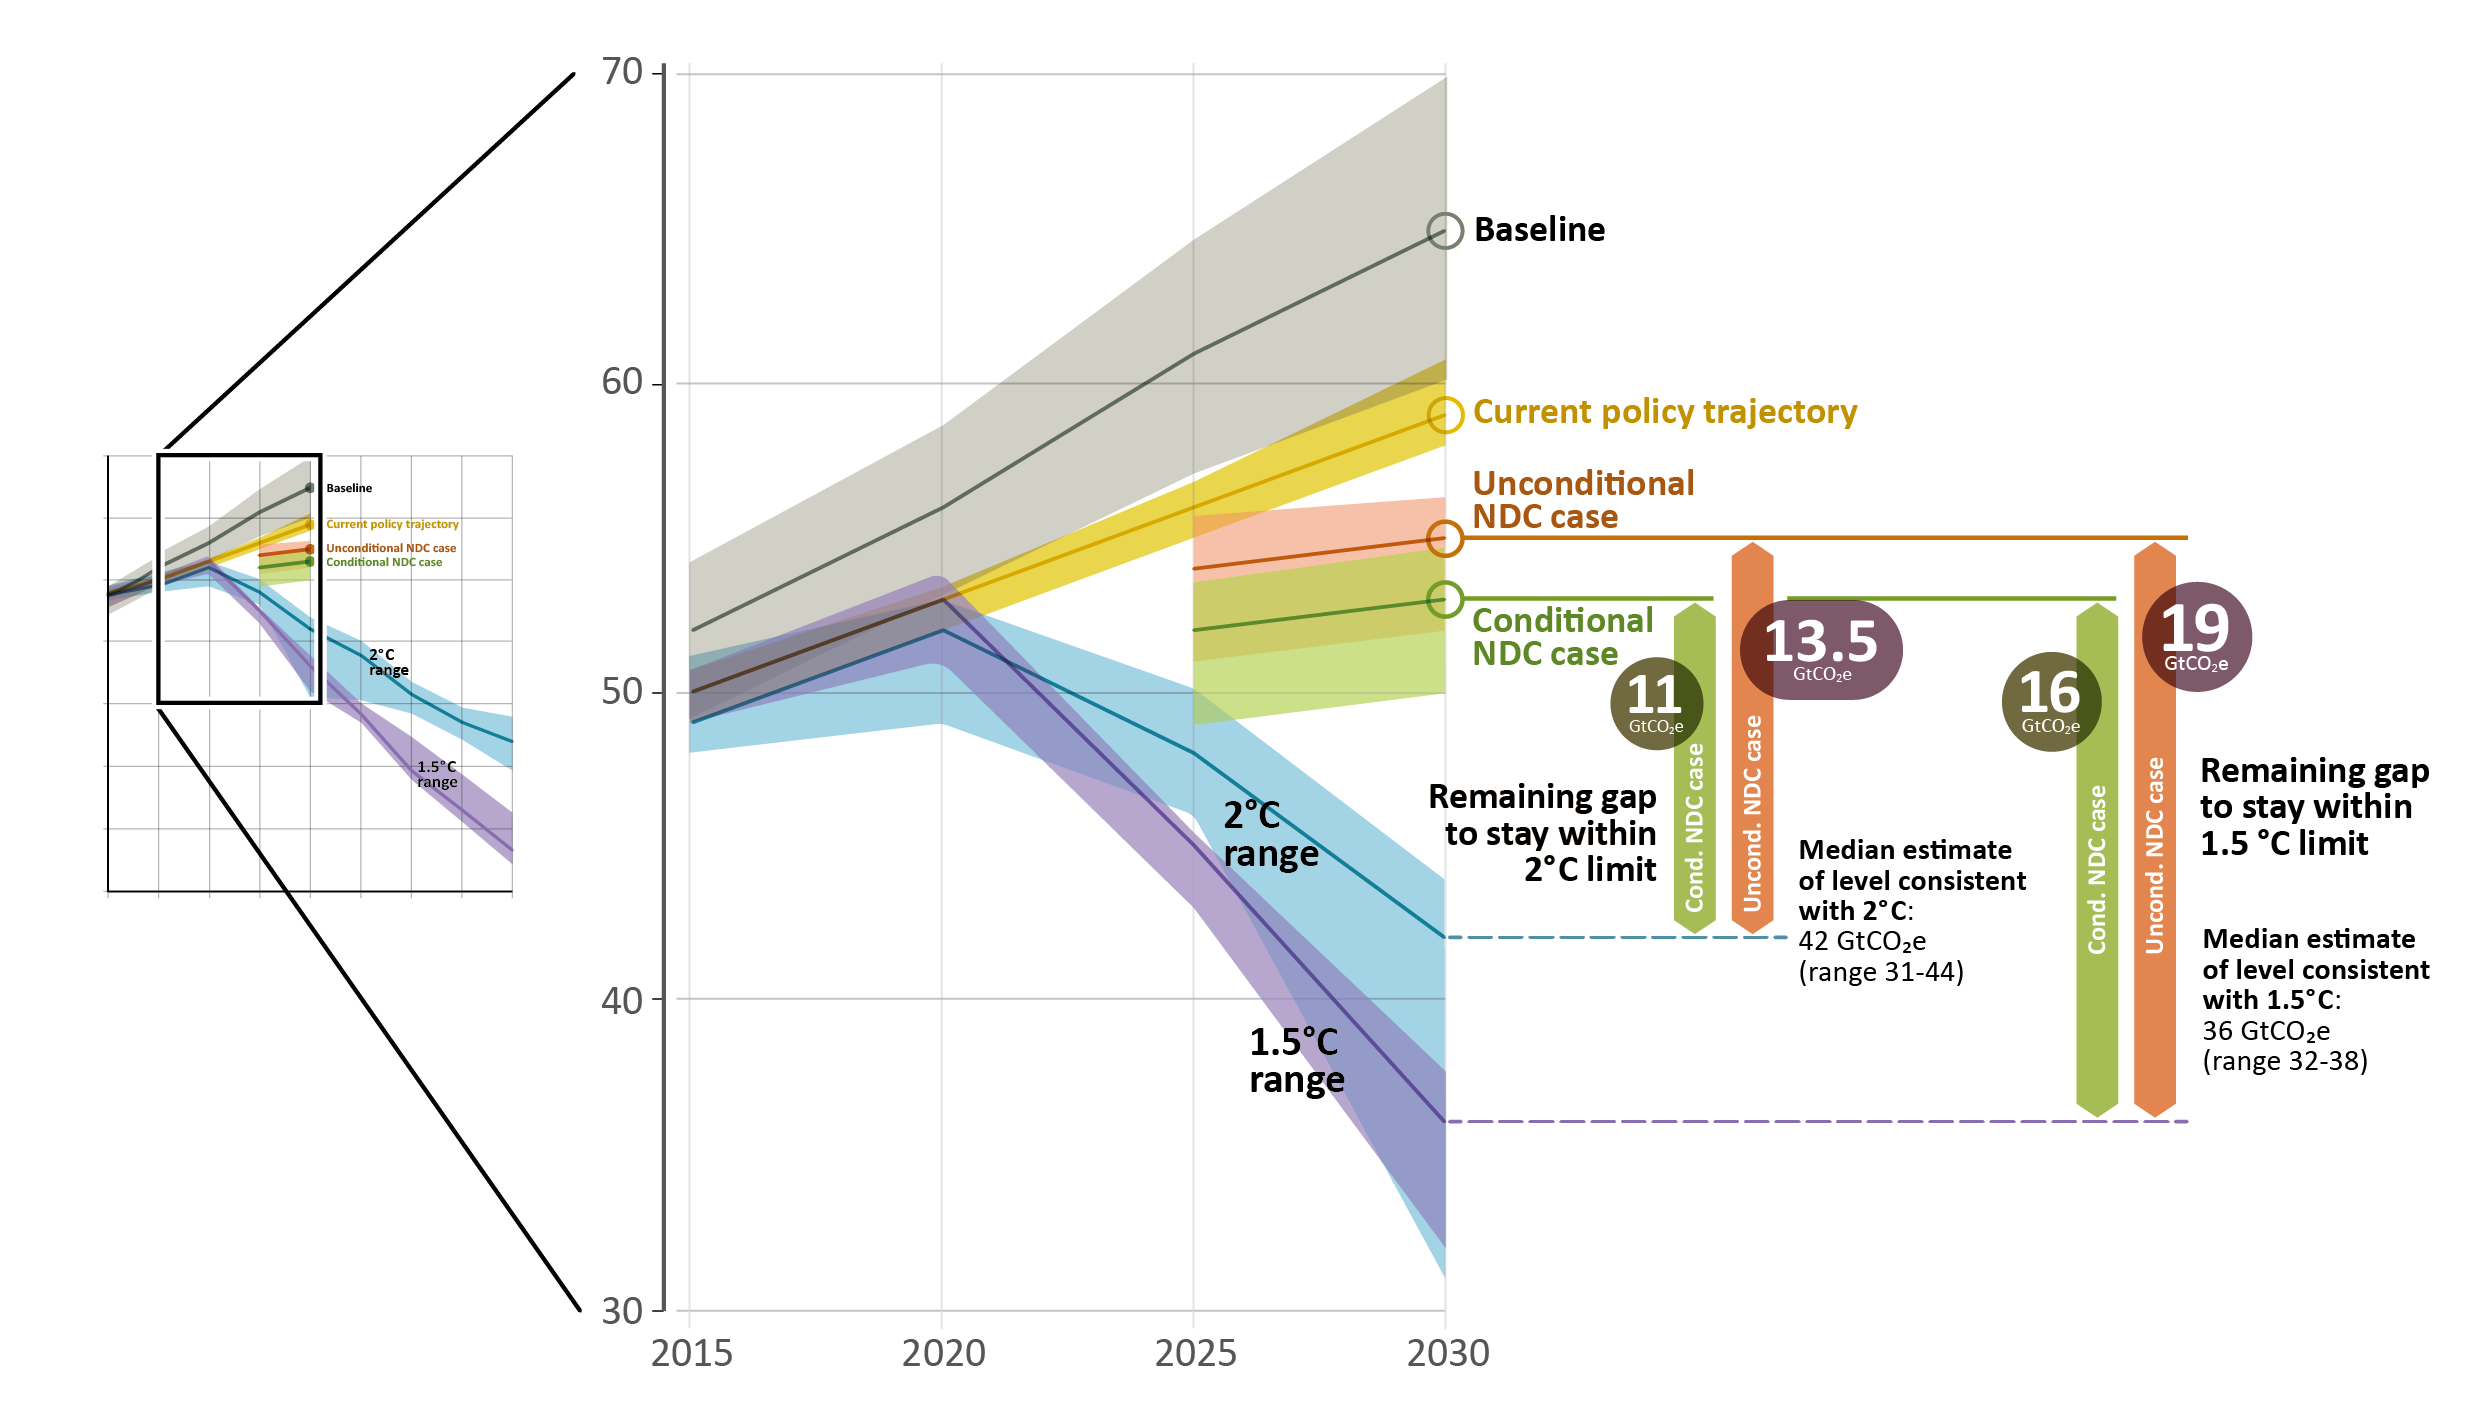 70
60
50
40
30
2015
2020
2025
2030
Baseline
Current policy trajectory
Unconditional NDC case
Conditional NDC case
2°C
range
1.5°C
range
Baseline
Current policy trajectory
Unconditional
NDC case
Conditional
NDC case
2°C
range
1.5°C
range
11
GtCO₂e
13.5
GtCO₂e
16
GtCO₂e
19
GtCO₂e
Cond. NDC case
Uncond. NDC case
Cond. NDC case
Uncond. NDC case
Remaining gap
to stay within
2°C limit
Median estimate
of level consistent
with 2°C:
42 GtCO₂e
(range 31-44)
Remaining gap
to stay within
1.5 °C limit
Median estimate
of level consistent
with 1.5°C:
36 GtCO₂e
(range 32-38)